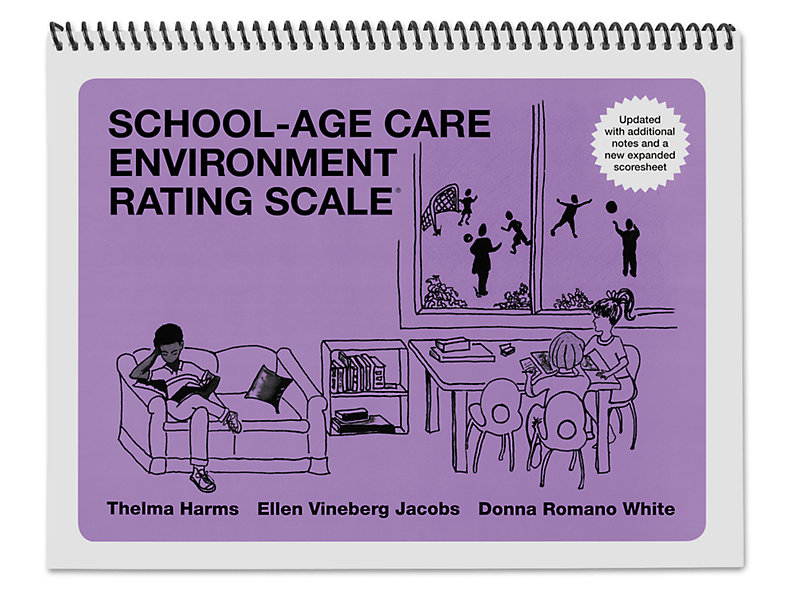 SCHOOL-AGE CARE
ENVIRONMENT
RATING SCALE®
Updated
with additional
notes and a
new expanded
scoresheet
Thelma Harms Ellen Vineberg Jacobs Donna Romano White